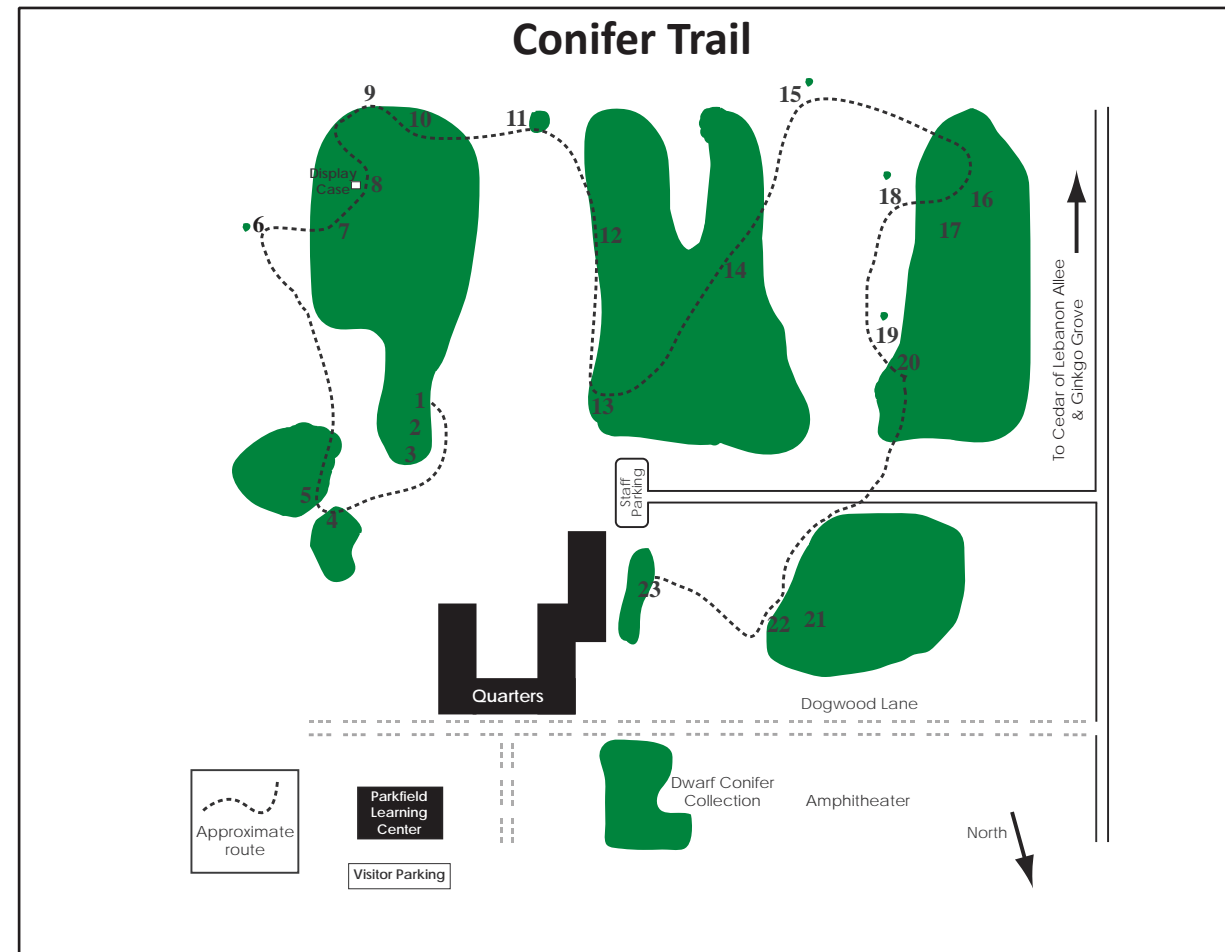 Conifer Trail
9
10
11
15
Display
Case
8
6
7
12
14
18
16
17
19
20
1
2
3
13
5
4
To Cedar of Lebanon Allee
& Ginkgo Grove
Staff
Parking
23
22
21
Quarters
Dogwood Lane
Approximate
route
Parkfield
Learning
Center
Visitor Parking
Dwarf Conifer
Collection
Amphitheater
North